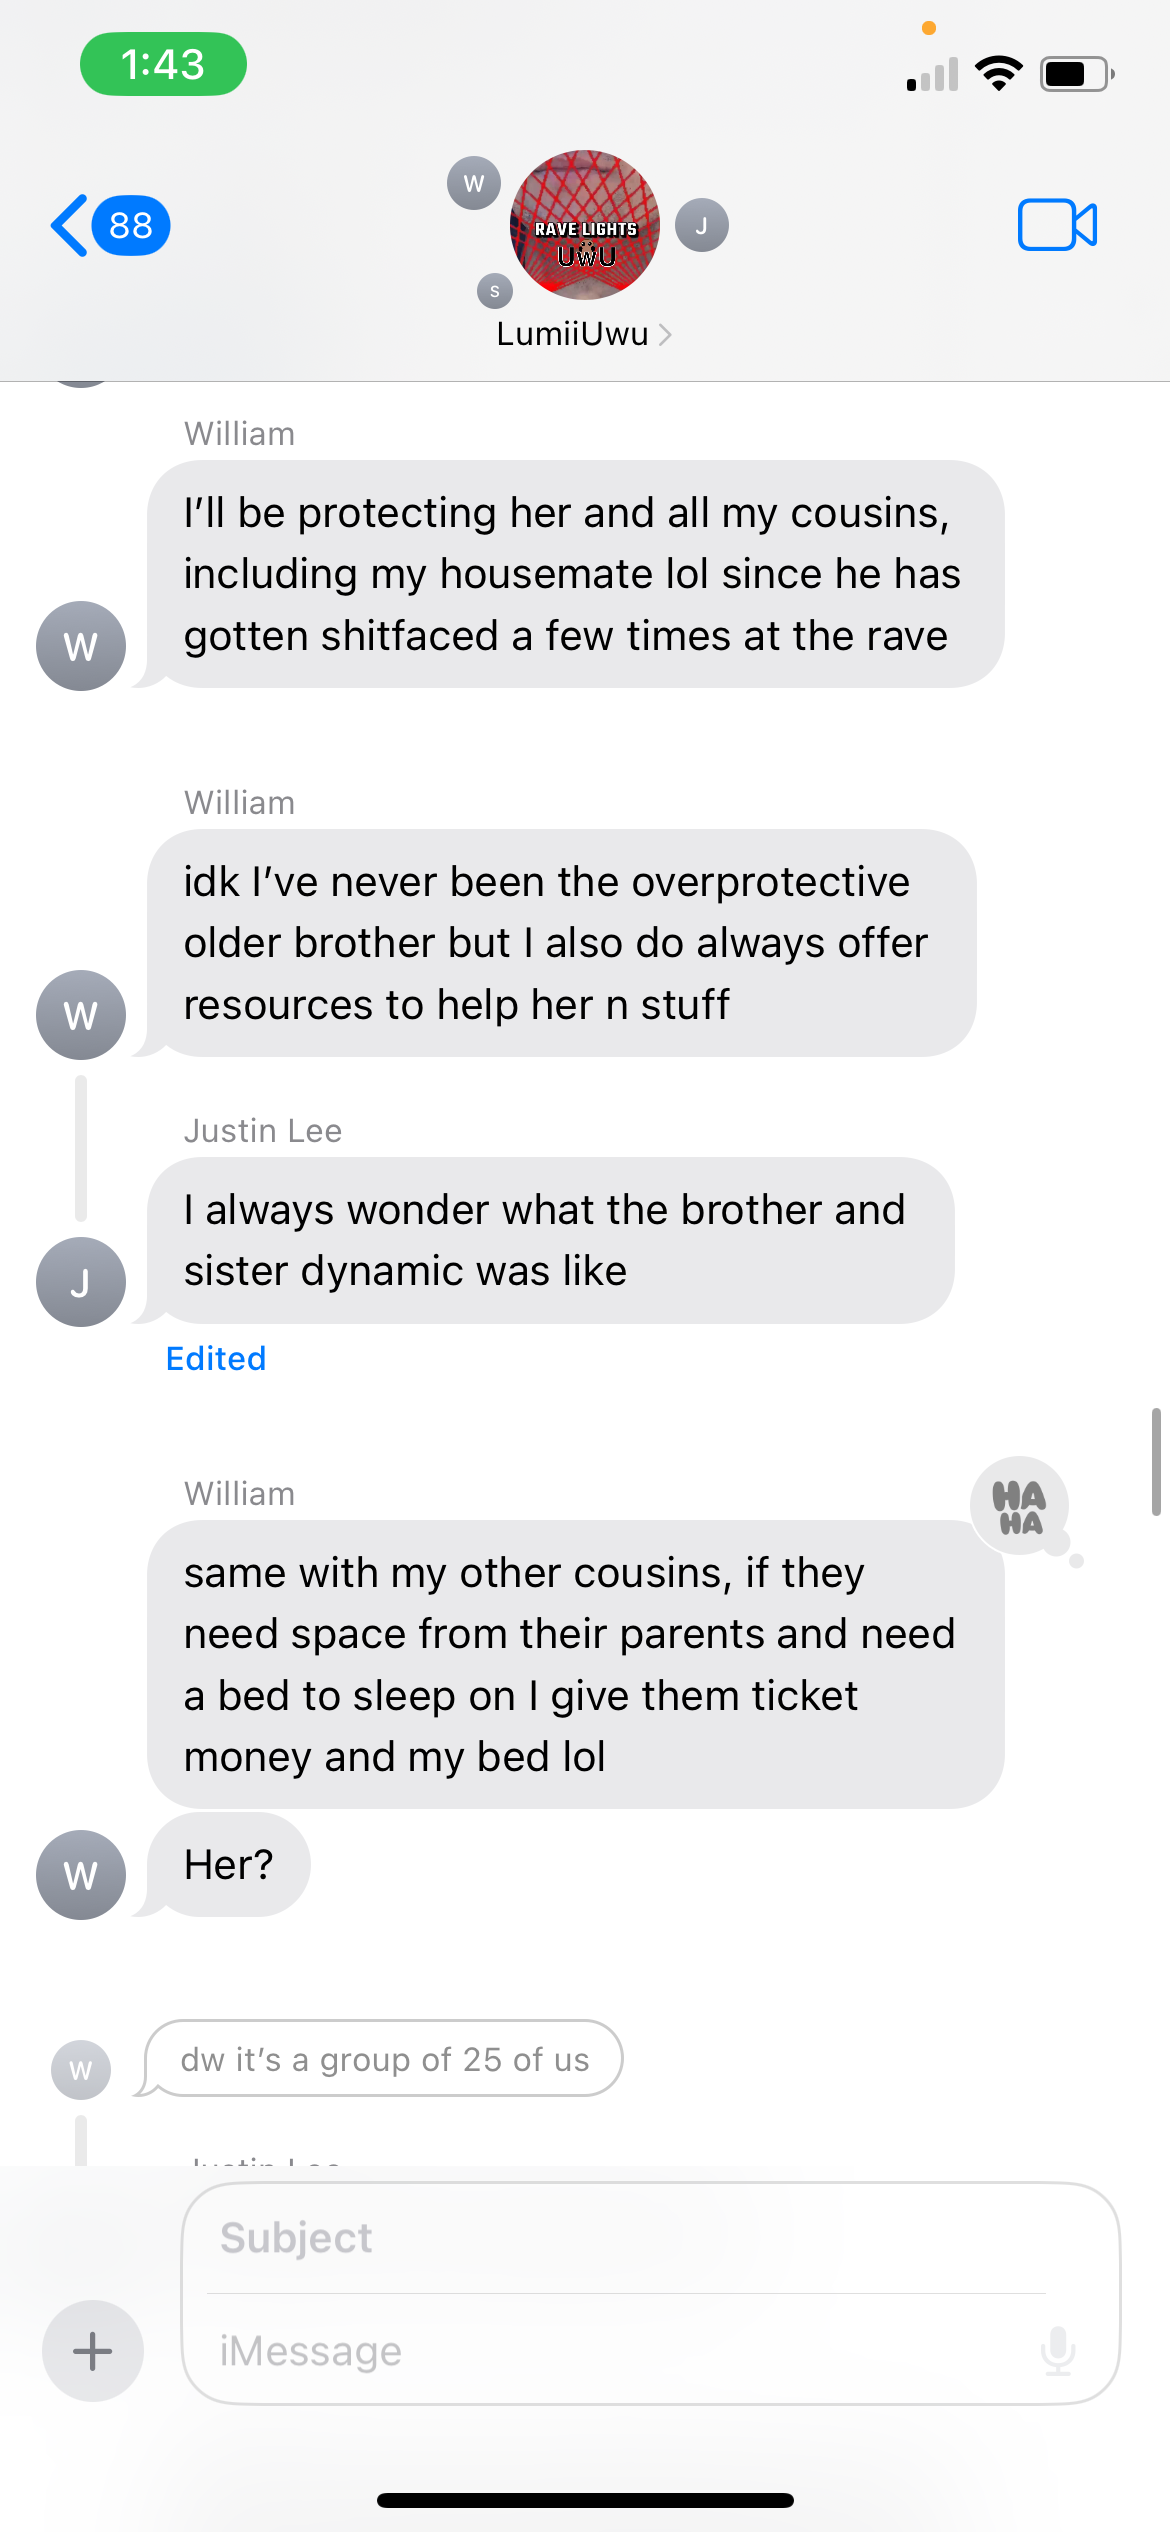 1:43
88
W
J
S
RAVE LIGHTS
UWU
LumiiUwu
William
I'll be protecting her and all my cousins,
including my housemate lol since he has
gotten shitfaced a few times at the rave
W
William
idk I've never been the overprotective
older brother but I also do always offer
resources to help her n stuff
W
Justin Lee
I always wonder what the brother and
sister dynamic was like
J
Edited
William
HA
HA
same with my other cousins, if they
need space from their parents and need
a bed to sleep on I give them ticket
money and my bed lol
Her?
W
W
dw it's a group of 25 of us
Justin Lee
Subject
iMessage